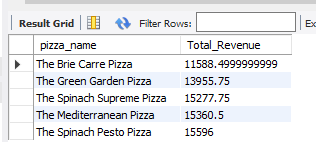 Result Grid Filter Rows: Ex
pizza_name Total_Revenue
The Brie Carre Pizza 11588.4999999999
The Green Garden Pizza 13955.75
The Spinach Supreme Pizza 15277.75
The Mediterranean Pizza 15360.5
The Spinach Pesto Pizza 15596